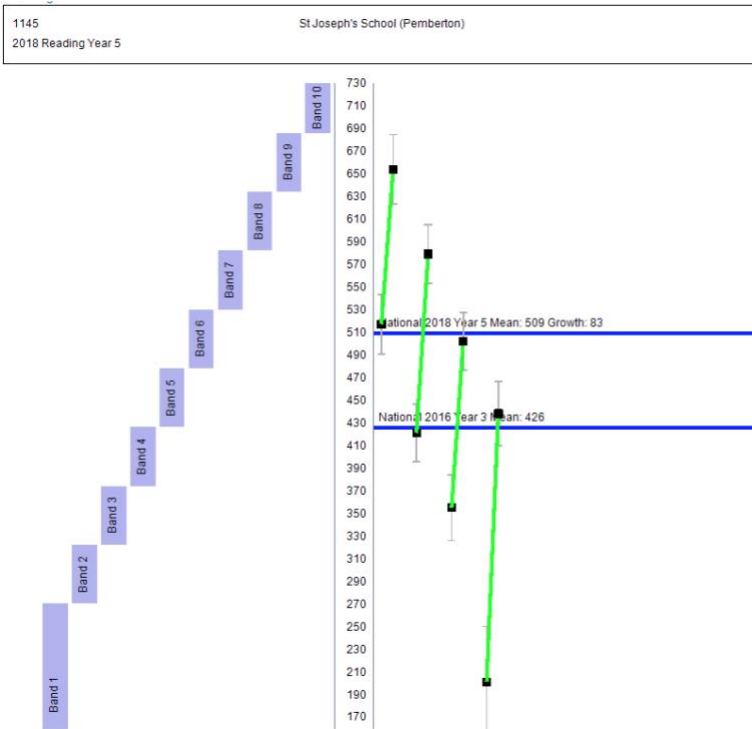 1145
St Joseph's School (Pemberton)
2018 Reading Year 5
730
710
690
670
650
630
610
590
570
550
530
510
490
470
450
430
410
390
370
350
330
310
290
270
250
230
210
190
170
Band 10
Band 9
Band 8
Band 7
Band 6
Band 5
Band 4
Band 3
Band 2
Band 1
National 2018 Year 5 Mean: 509 Growth: 83
National 2016 Year 3 Mean: 426